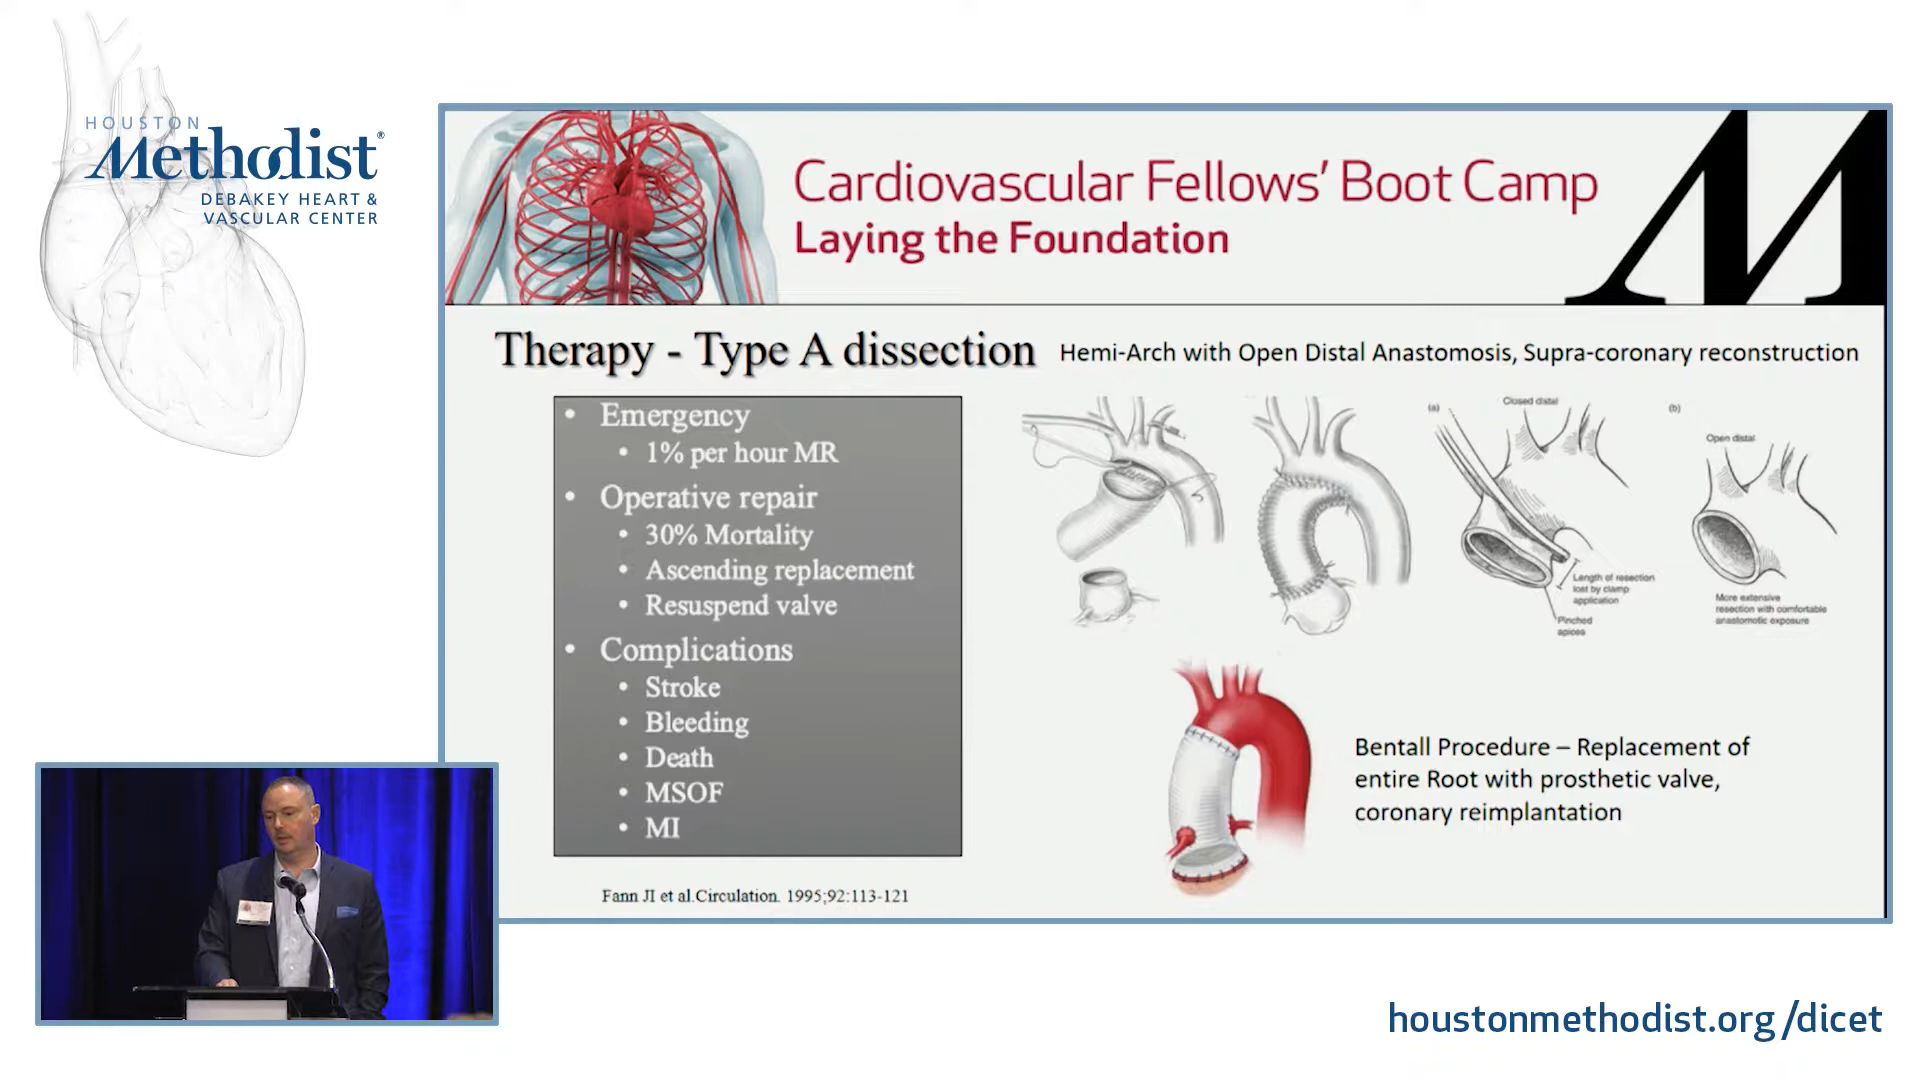 HOUSTON
Methodist®
DEBAKEY HEART &
VASCULAR CENTER
Cardiovascular Fellows' Boot Camp
Laying the Foundation
Therapy - Type A dissection
Hemi-Arch with Open Distal Anastomosis, Supra-coronary reconstruction
• Emergency
• 1% per hour MR
• Operative repair
• 30% Mortality
• Ascending replacement
• Resuspend valve
• Complications
• Stroke
• Bleeding
• Death
• MSOF
• MI
Fann JI et al.Circulation. 1995;92:113-121
(a)
Closed distal
Length of resection
lost by clamp
application
Pinched
apices
(b)
Open distal
More extensive
resection with comfortable
anastomotic exposure
Bentall Procedure – Replacement of
entire Root with prosthetic valve,
coronary reimplantation
houstonmethodist.org/dicet